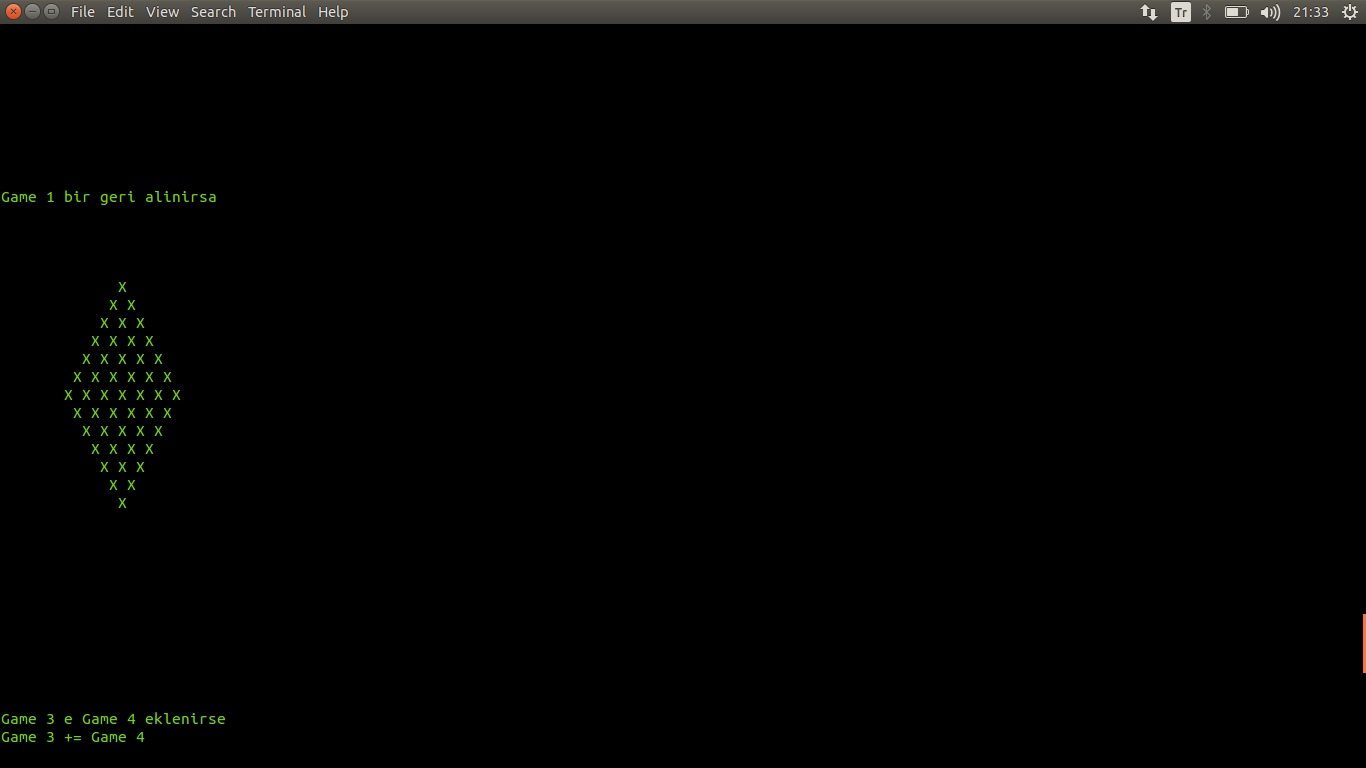 File Edit View Search Terminal Help Tr 21:33
Game 1 bir geri alinirsa
X
X X
X X X
X X X X
X X X X X
X X X X X X
X X X X X X X
X X X X X X
X X X X X
X X X X
X X X
X X
X
Game 3 e Game 4 eklenirse
Game 3 += Game 4